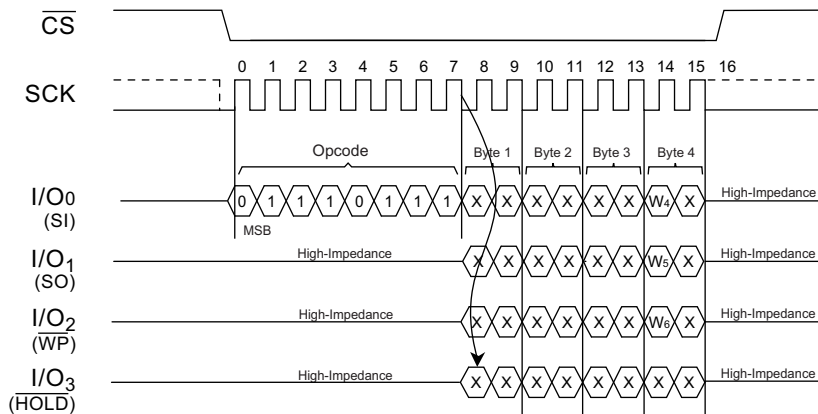 CS
0 1 2 3 4 5 6 7 8 9 10 11 12 13 14 15 16
SCK
Opcode Byte 1 Byte 2 Byte 3 Byte 4
I/O0 0 1 1 1 0 1 1 1 X X X X X X W4 X High-Impedance
(SI) MSB
I/O1 High-Impedance X X X X X X W5 X High-Impedance
(SO)
I/O2 High-Impedance X X X X X X W6 X High-Impedance
(WP)
I/O3 High-Impedance X X X X X X X X High-Impedance
(HOLD)